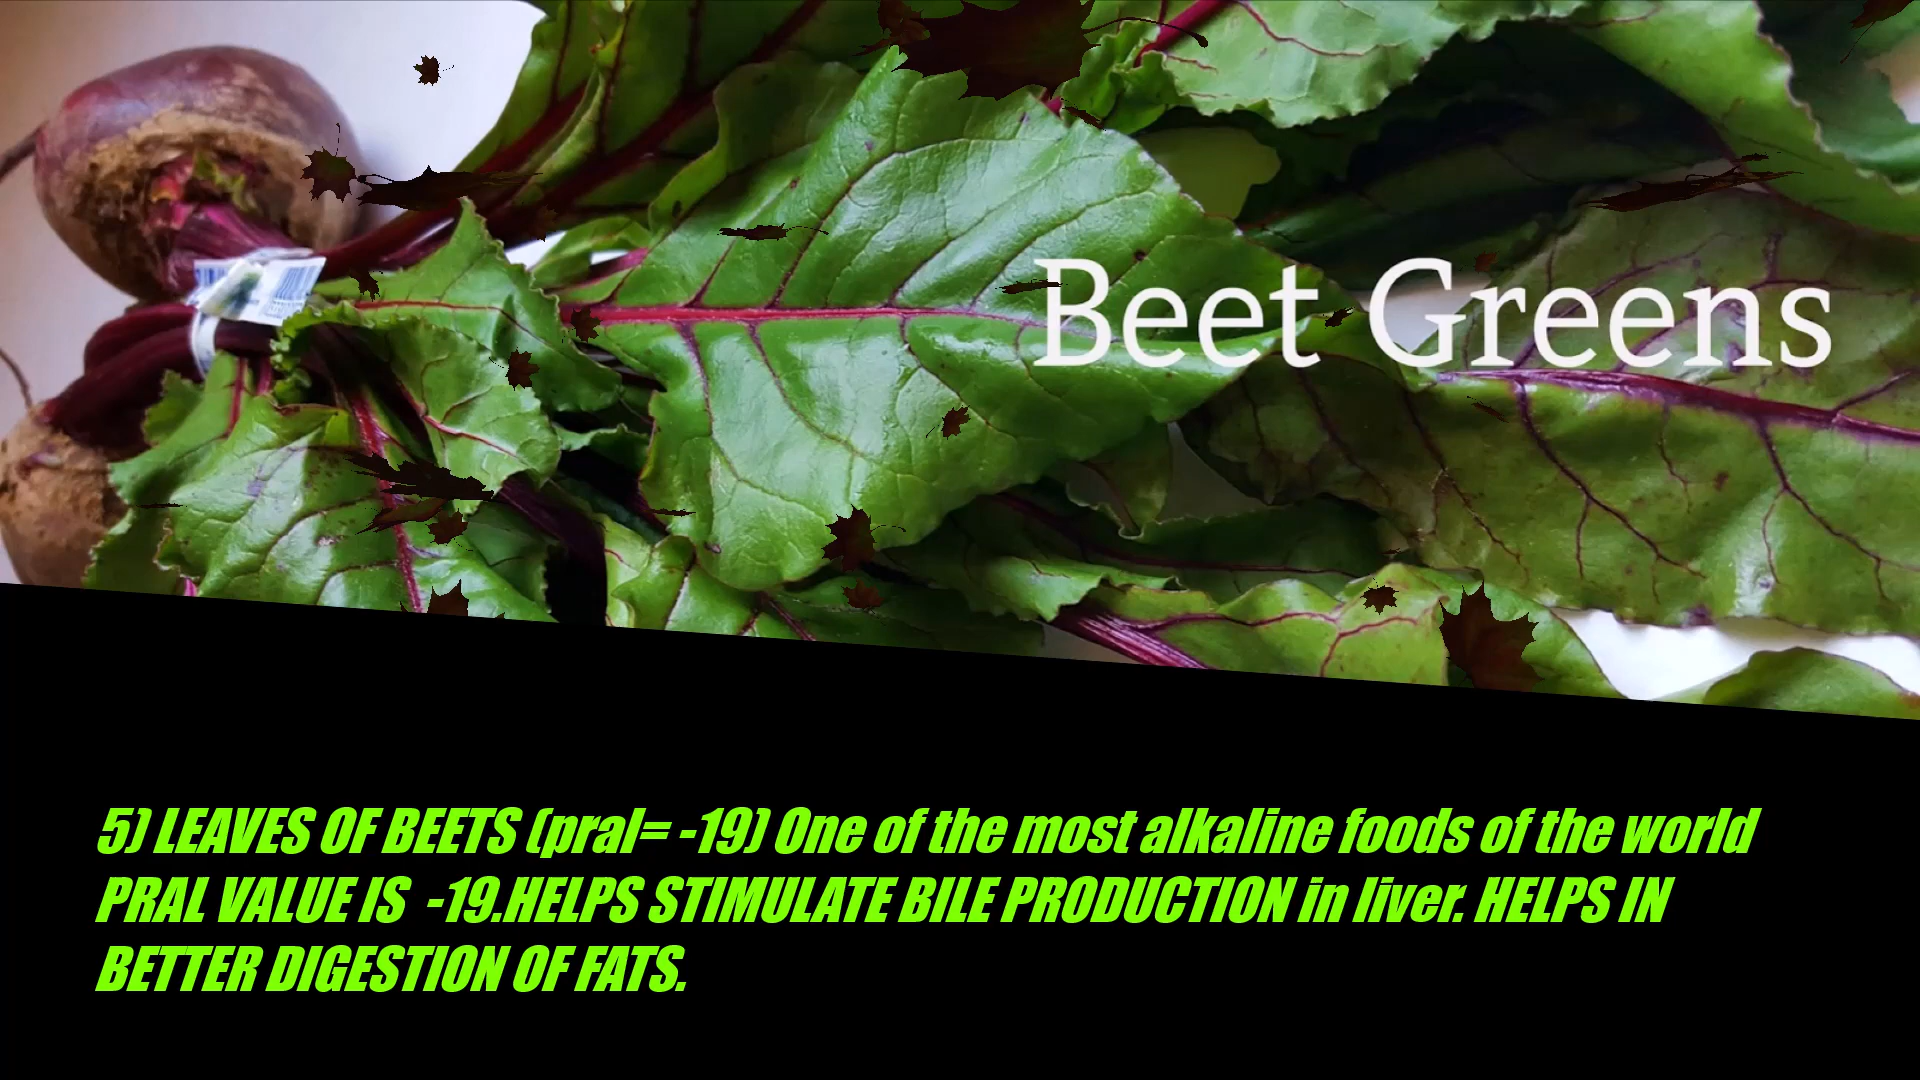 Beet Greens
5) LEAVES OF BEETS (pral= -19) One of the most alkaline foods of the world
PRAL VALUE IS  -19.HELPS STIMULATE BILE PRODUCTION in liver. HELPS IN
BETTER DIGESTION OF FATS.